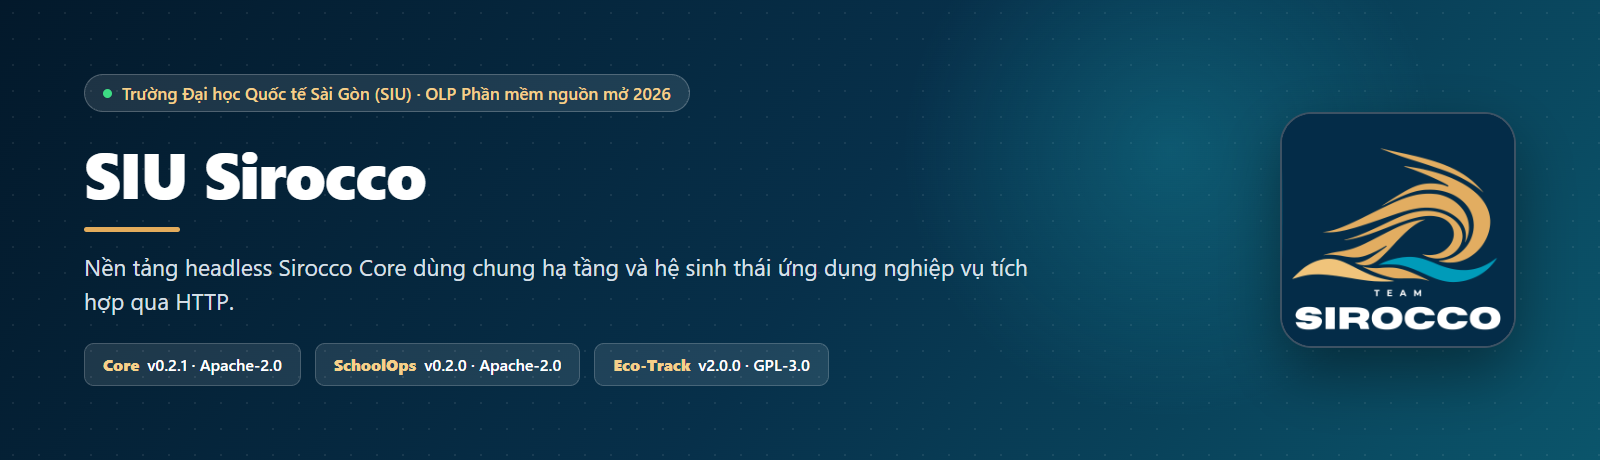 Trường Đại học Quốc tế Sài Gòn (SIU) · OLP Phần mềm nguồn mở 2026
SIU Sirocco
Nền tảng headless Sirocco Core dùng chung hạ tầng và hệ sinh thái ứng dụng nghiệp vụ tích
hợp qua HTTP.
Core v0.2.1 · Apache-2.0
SchoolOps v0.2.0 · Apache-2.0
Eco-Track v2.0.0 · GPL-3.0
TEAM
SIROCCO